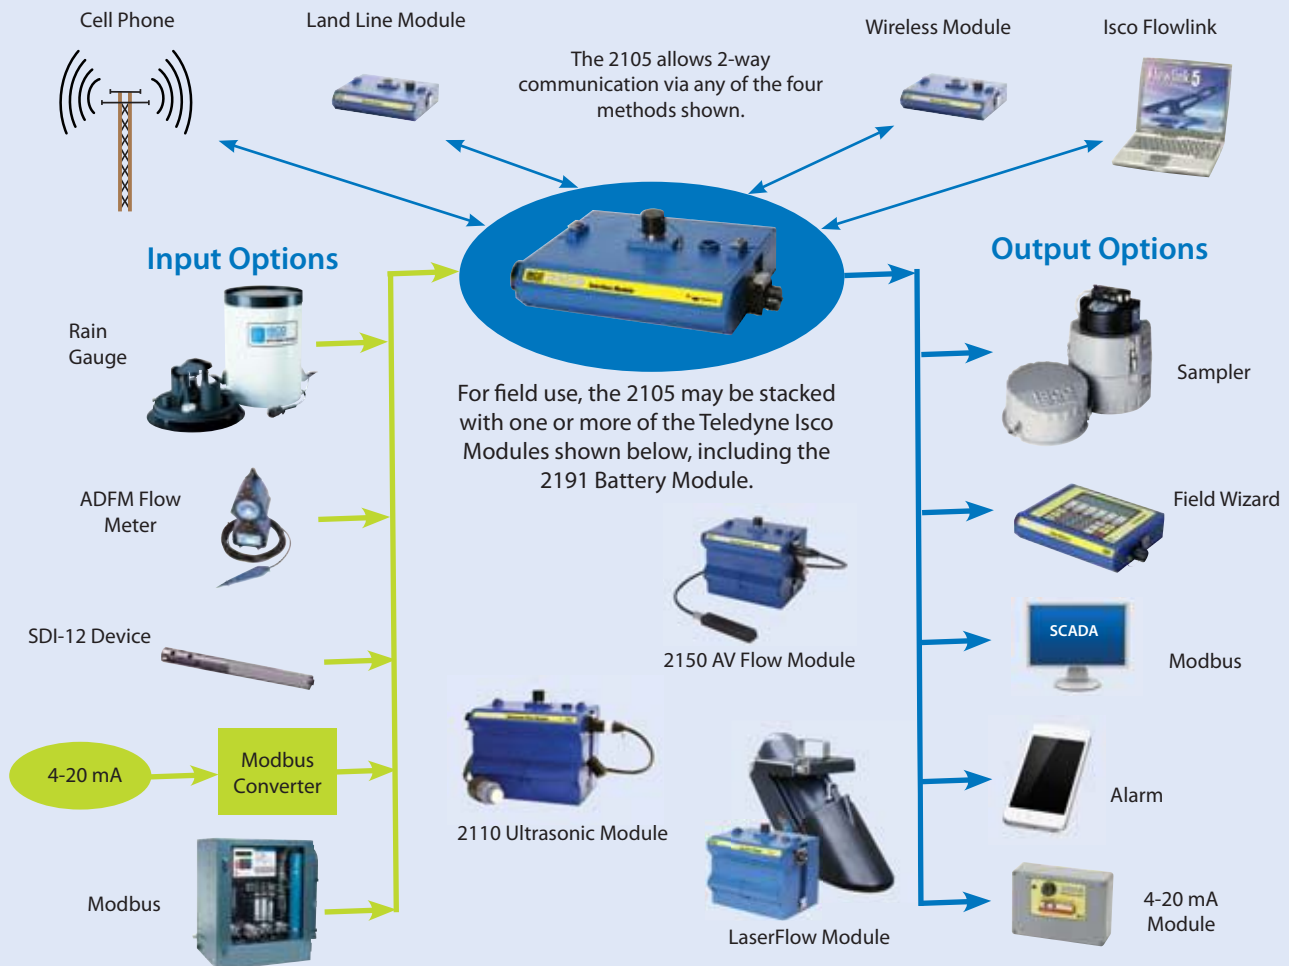 Cell Phone
Land Line Module
Wireless Module
Isco Flowlink
The 2105 allows 2-way
communication via any of the four
methods shown.
Flowlink 5
Input Options
Output Options
Rain
Gauge
Sampler
For field use, the 2105 may be stacked
with one or more of the Teledyne Isco
Modules shown below, including the
2191 Battery Module.
ADFM Flow
Meter
Field Wizard
SDI-12 Device
2150 AV Flow Module
SCADA
Modbus
4-20 mA
Modbus
Converter
2110 Ultrasonic Module
Alarm
Modbus
LaserFlow Module
4-20 mA
Module